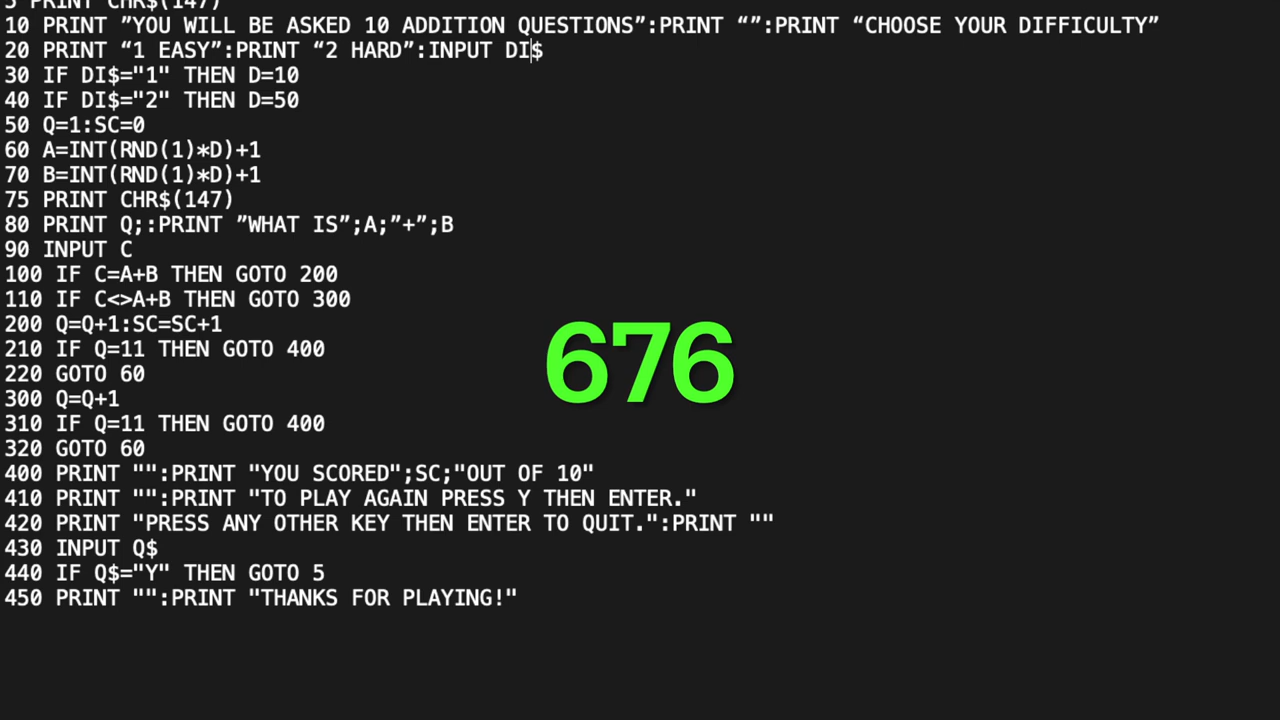 5 PRINT CHR$(147)
10 PRINT ”YOU WILL BE ASKED 10 ADDITION QUESTIONS”:PRINT “”:PRINT “CHOOSE YOUR DIFFICULTY”
20 PRINT “1 EASY”:PRINT “2 HARD”:INPUT DI$
30 IF DI$="1" THEN D=10
40 IF DI$="2" THEN D=50
50 Q=1:SC=0
60 A=INT(RND(1)*D)+1
70 B=INT(RND(1)*D)+1
75 PRINT CHR$(147)
80 PRINT Q;:PRINT ”WHAT IS”;A;”+”;B
90 INPUT C
100 IF C=A+B THEN GOTO 200
110 IF C<>A+B THEN GOTO 300
200 Q=Q+1:SC=SC+1
210 IF Q=11 THEN GOTO 400
220 GOTO 60
300 Q=Q+1
310 IF Q=11 THEN GOTO 400
320 GOTO 60
400 PRINT "":PRINT "YOU SCORED";SC;"OUT OF 10"
410 PRINT "":PRINT "TO PLAY AGAIN PRESS Y THEN ENTER."
420 PRINT "PRESS ANY OTHER KEY THEN ENTER TO QUIT.":PRINT ""
430 INPUT Q$
440 IF Q$="Y" THEN GOTO 5
450 PRINT "":PRINT "THANKS FOR PLAYING!"
676